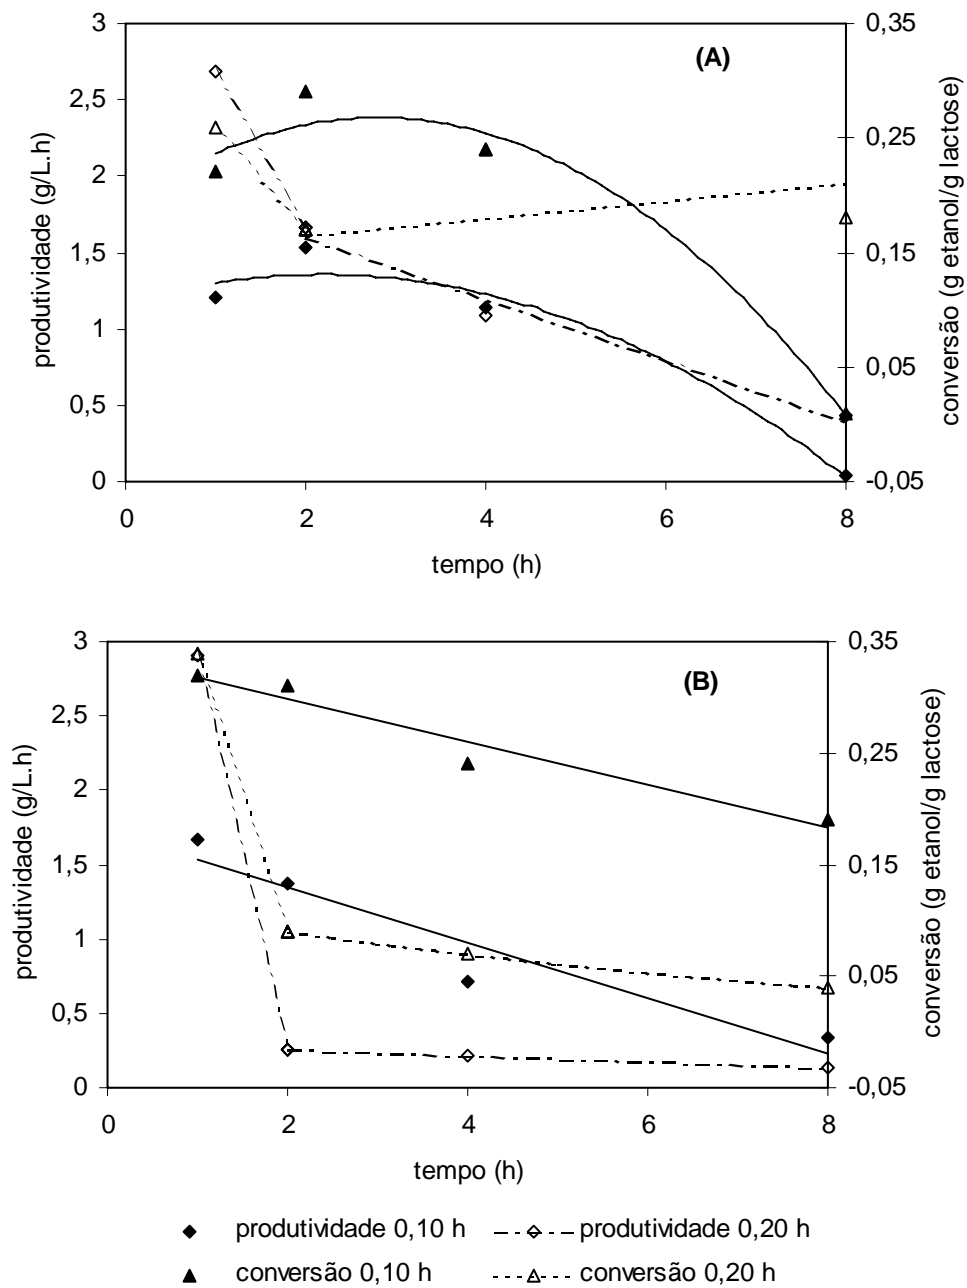 (A)
produtividade (g/L.h)
3
2,5
2
1,5
1
0,5
0
0,35
0,25
0,15
0,05
-0,05
conversão (g etanol/g lactose)
0 2 4 6 8
tempo (h)
(B)
produtividade (g/L.h)
3
2,5
2
1,5
1
0,5
0
0,35
0,25
0,15
0,05
-0,05
conversão (g etanol/g lactose)
0 2 4 6 8
tempo (h)
produtividade 0,10 h produtividade 0,20 h
conversão 0,10 h conversão 0,20 h